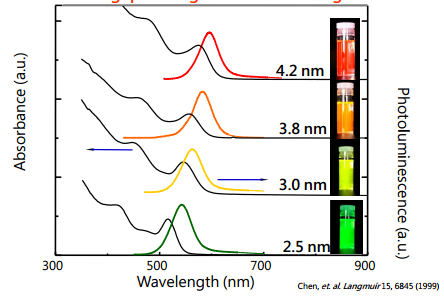 4.2 nm
3.8 nm
3.0 nm
2.5 nm
Absorbance (a.u.)
Photoluminescence (a.u.)
300 500 700 900
Wavelength (nm)
Chen, et. al. Langmuir 15, 6845 (1999)